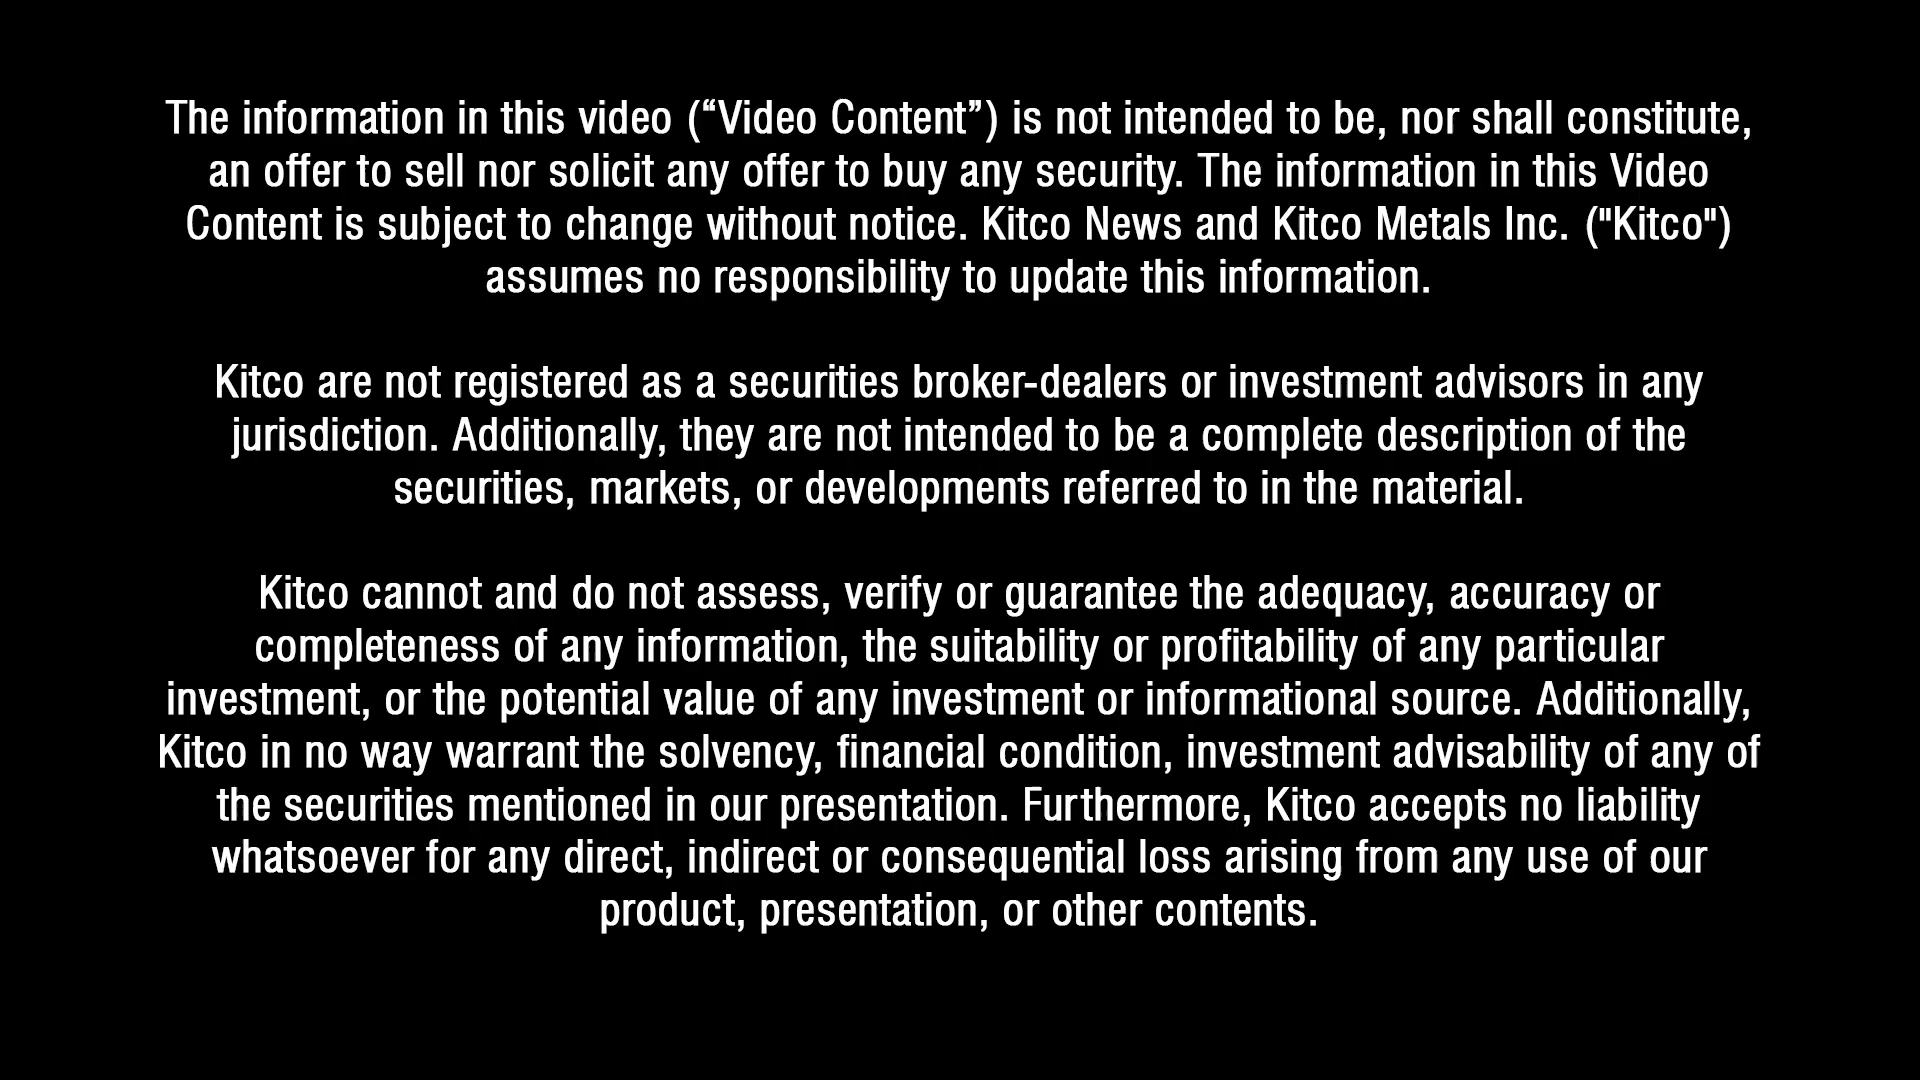 The information in this video (“Video Content”) is not intended to be, nor shall constitute,
an offer to sell nor solicit any offer to buy any security. The information in this Video
Content is subject to change without notice. Kitco News and Kitco Metals Inc. ("Kitco")
assumes no responsibility to update this information.
Kitco are not registered as a securities broker-dealers or investment advisors in any
jurisdiction. Additionally, they are not intended to be a complete description of the
securities, markets, or developments referred to in the material.
Kitco cannot and do not assess, verify or guarantee the adequacy, accuracy or
completeness of any information, the suitability or profitability of any particular
investment, or the potential value of any investment or informational source. Additionally,
Kitco in no way warrant the solvency, financial condition, investment advisability of any of
the securities mentioned in our presentation. Furthermore, Kitco accepts no liability
whatsoever for any direct, indirect or consequential loss arising from any use of our
product, presentation, or other contents.